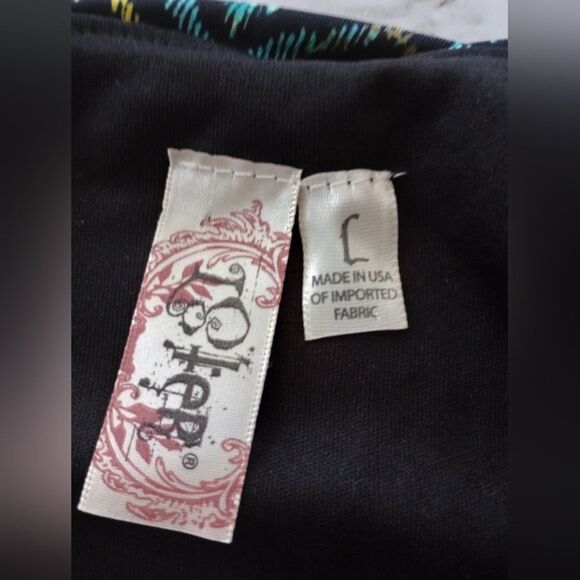 ®
L
MADE IN USA
OF IMPORTED
FABRIC